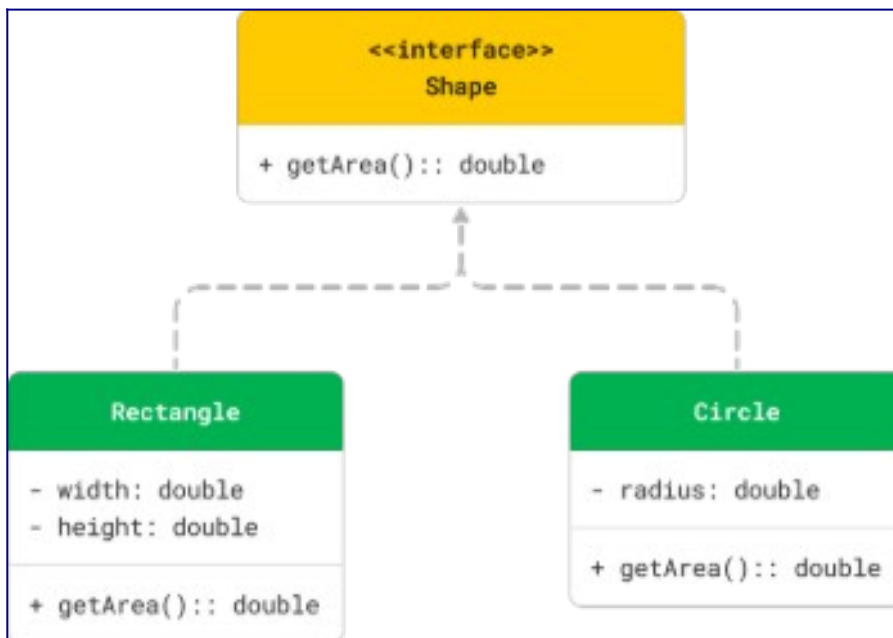 <<interface>>
Shape
+ getArea():: double
Rectangle
- width: double
- height: double
+ getArea():: double
Circle
- radius: double
+ getArea():: double